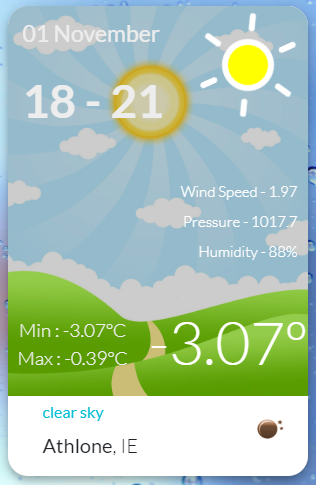 01 November
18 - 21
Wind Speed - 1.97
Pressure - 1017.7
Humidity - 88%
Min : -3.07°C
Max : -0.39°C
-3.07°
clear sky
Athlone, IE